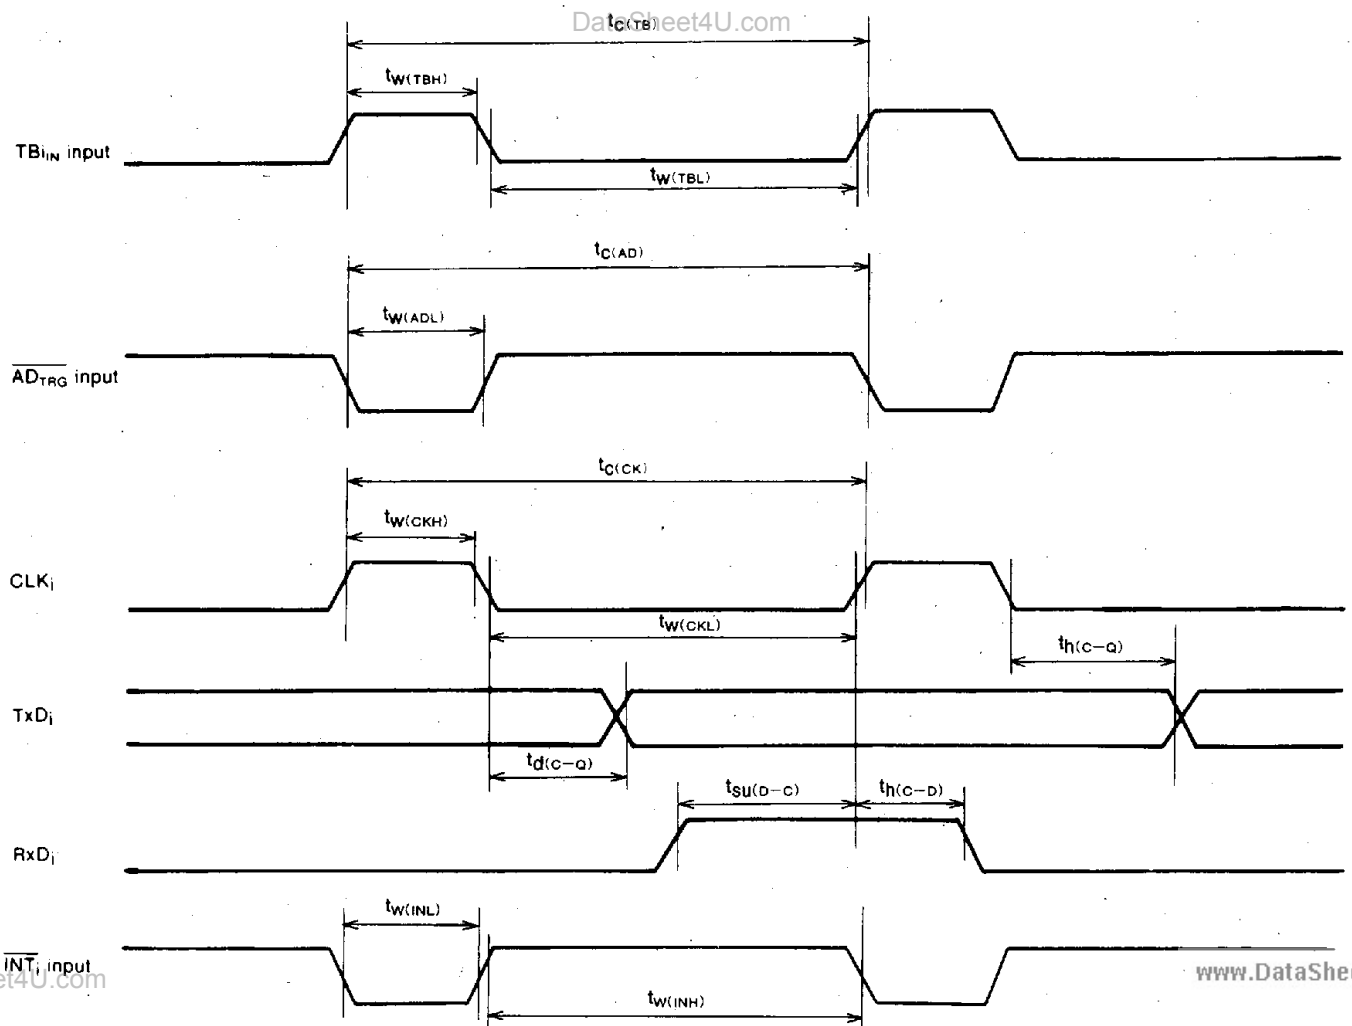 DataSheet4U.com
tC(TB)
tW(TBH)
TBiIN input
tW(TBL)
tC(AD)
tW(ADL)
ADTRG input
tC(CK)
tW(CKH)
CLKi
tW(CKL)
th(C-Q)
TxDi
td(C-Q)
tsu(D-C)
th(C-D)
RxDi
tW(INL)
INTi input
et4U.com
www.DataShe
tW(INH)